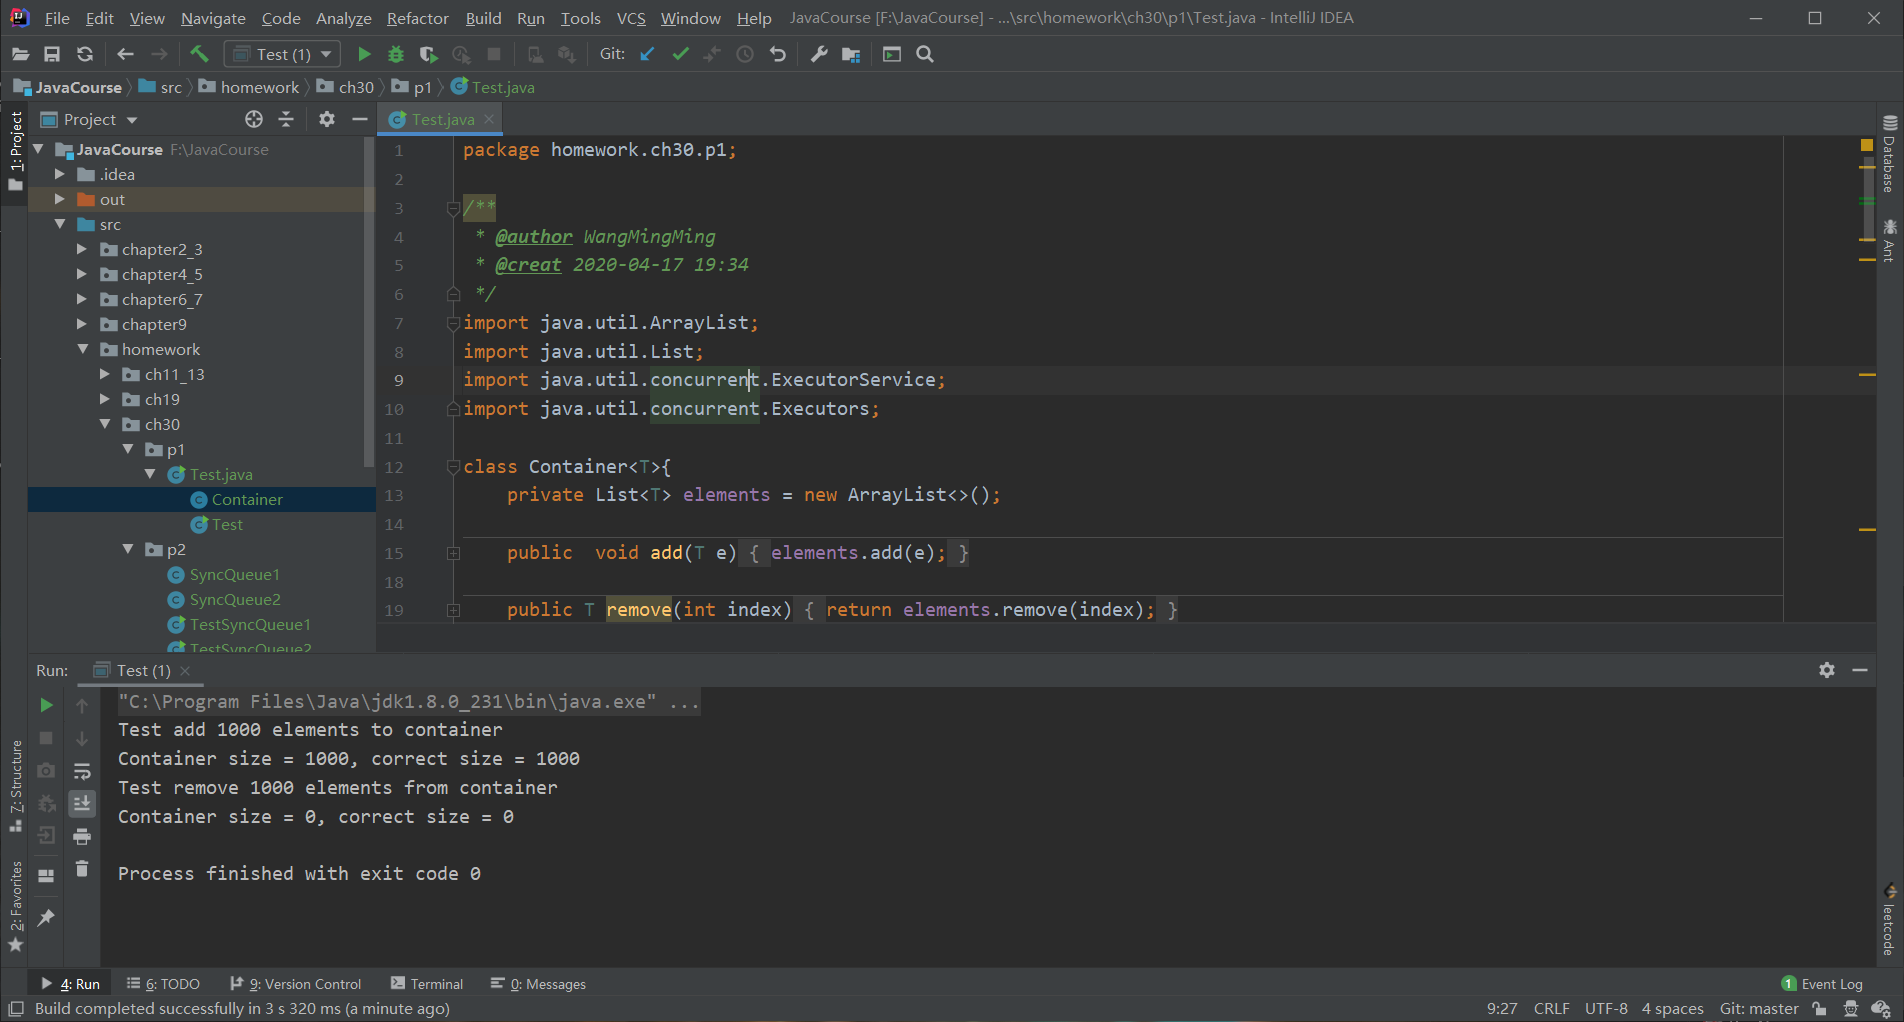 File Edit View Navigate Code Analyze Refactor Build Run Tools VCS Window Help JavaCourse [F:\JavaCourse] - ...\src\homework\ch30\p1\Test.java - IntelliJ IDEA
Test (1) Git:
JavaCourse src homework ch30 p1 Test.java
1: Project
Project
JavaCourse F:\JavaCourse
.idea
out
src
chapter2_3
chapter4_5
chapter6_7
chapter9
homework
ch11_13
ch19
ch30
p1
Test.java
Container
Test
p2
SyncQueue1
SyncQueue2
TestSyncQueue1
TestSyncQueue2
Test.java
1 package homework.ch30.p1;
2
3 /**
4 * @author WangMingMing
5 * @creat 2020-04-17 19:34
6 */
7 import java.util.ArrayList;
8 import java.util.List;
9 import java.util.concurrent.ExecutorService;
10 import java.util.concurrent.Executors;
11
12 class Container<T>{
13 private List<T> elements = new ArrayList<>();
14
15 public  void add(T e) { elements.add(e); }
18
19 public T remove(int index) { return elements.remove(index); }
Database
Ant
leetcode
Run: Test (1)
"C:\Program Files\Java\jdk1.8.0_231\bin\java.exe" ...
Test add 1000 elements to container
Container size = 1000, correct size = 1000
Test remove 1000 elements from container
Container size = 0, correct size = 0
Process finished with exit code 0
7: Structure
2: Favorites
4: Run 6: TODO 9: Version Control Terminal 0: Messages 1 Event Log
Build completed successfully in 3 s 320 ms (a minute ago) 9:27 CRLF UTF-8 4 spaces Git: master